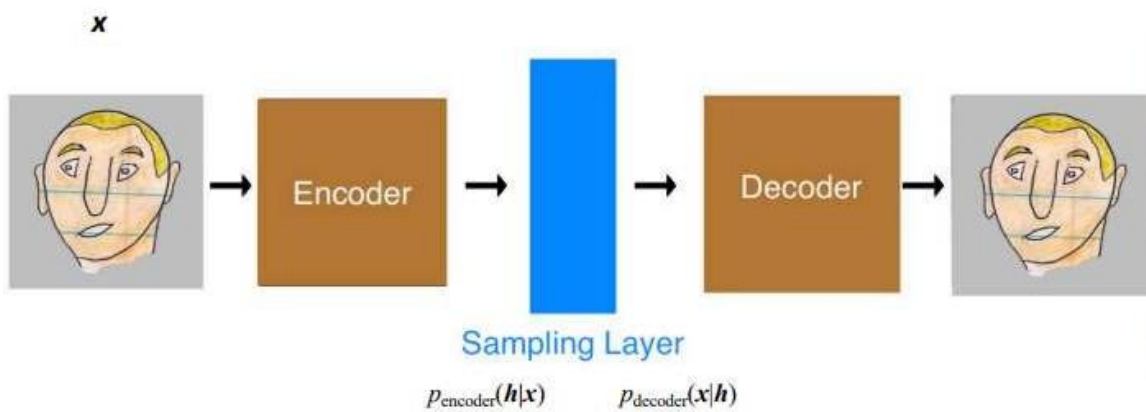 x
Encoder
Decoder
Sampling Layer
p_encoder(h|x) p_decoder(x|h)